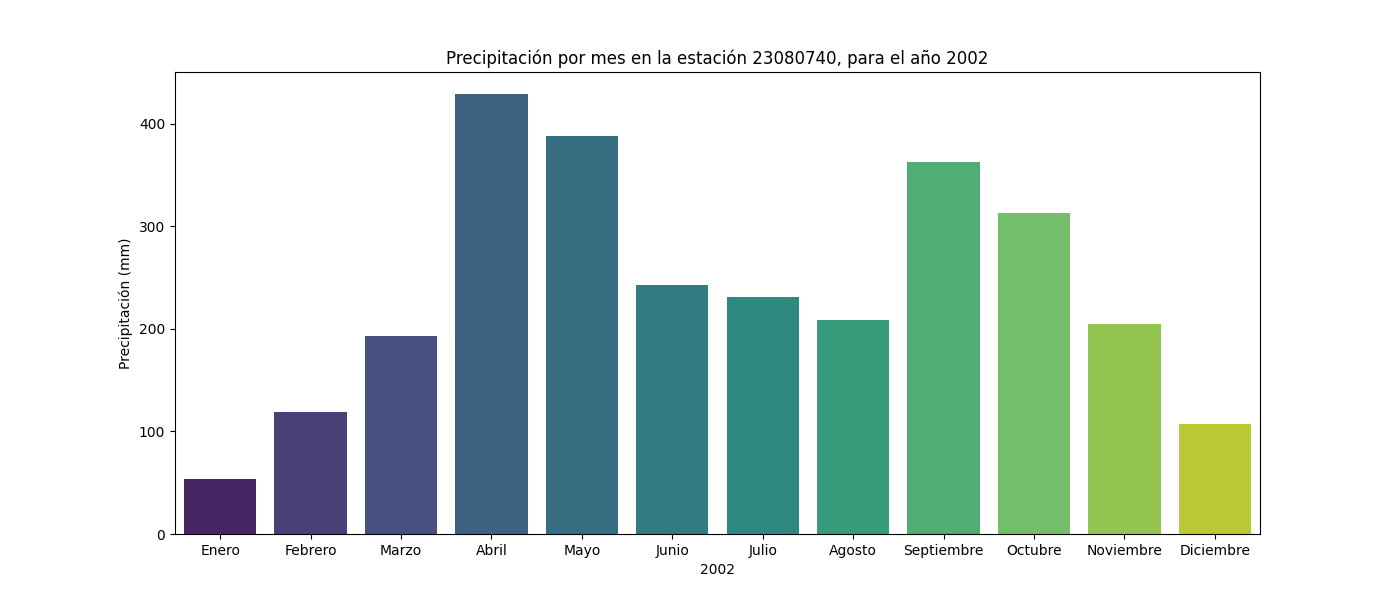 Precipitación por mes en la estación 23080740, para el año 2002
Precipitación (mm)
400
300
200
100
0
Enero Febrero Marzo Abril Mayo Junio Julio Agosto Septiembre Octubre Noviembre Diciembre
2002